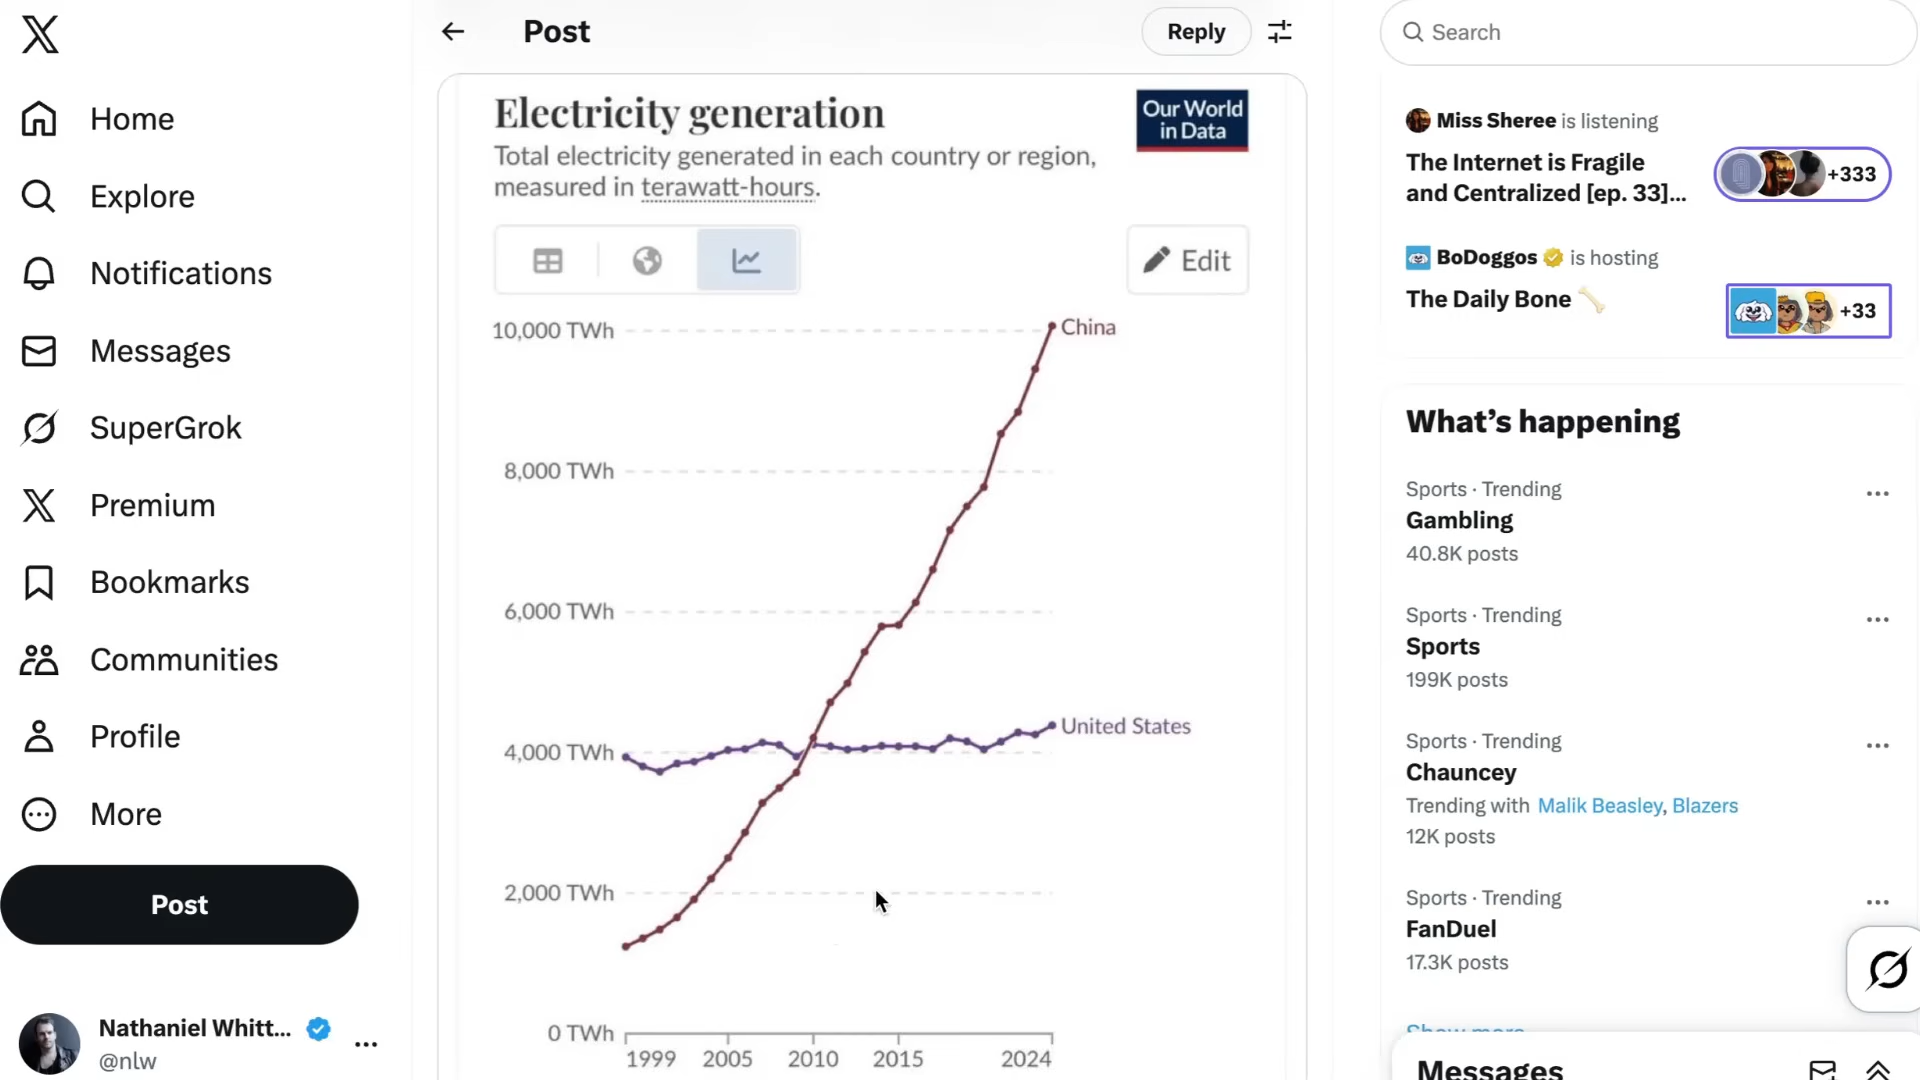 Home
Explore
Notifications
Messages
SuperGrok
Premium
Bookmarks
Communities
Profile
More
Post
Nathaniel Whitt...
@nlw
Post
Reply
Electricity generation
Total electricity generated in each country or region,
measured in terawatt-hours.
Our World
in Data
Edit
10,000 TWh
China
8,000 TWh
6,000 TWh
United States
4,000 TWh
2,000 TWh
0 TWh
1999 2005 2010 2015 2024
Search
Miss Sheree is listening
The Internet is Fragile
and Centralized [ep. 33]...
+333
BoDoggos is hosting
The Daily Bone
+33
What's happening
Sports · Trending
Gambling
40.8K posts
Sports · Trending
Sports
199K posts
Sports · Trending
Chauncey
Trending with Malik Beasley, Blazers
12K posts
Sports · Trending
FanDuel
17.3K posts
Show more
Messages